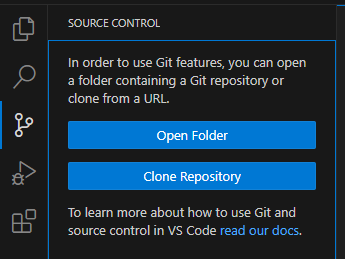 SOURCE CONTROL
In order to use Git features, you can open
a folder containing a Git repository or
clone from a URL.
Open Folder
Clone Repository
To learn more about how to use Git and
source control in VS Code read our docs.